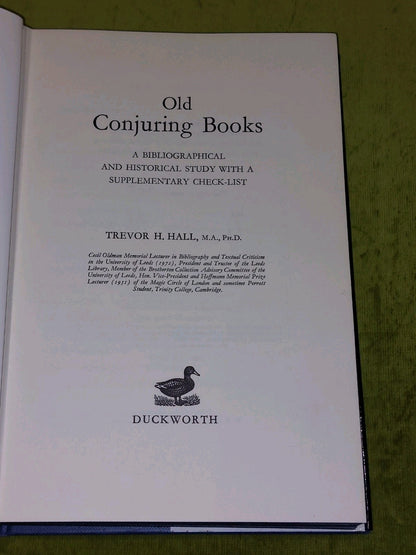 Old
Conjuring Books
A BIBLIOGRAPHICAL
AND HISTORICAL STUDY WITH A
SUPPLEMENTARY CHECK-LIST
TREVOR H. HALL, M.A., PH.D.
Cecil Oldman Memorial Lecturer in Bibliography and Textual Criticism
in the University of Leeds (1972), President and Trustee of the Leeds
Library, Member of the Brotherton Collection Advisory Committee of the
University of Leeds, Hon. Vice-President and Hoffmann Memorial Prize
Lecturer (1951) of the Magic Circle of London and sometime Perrott
Student, Trinity College, Cambridge.
DUCKWORTH